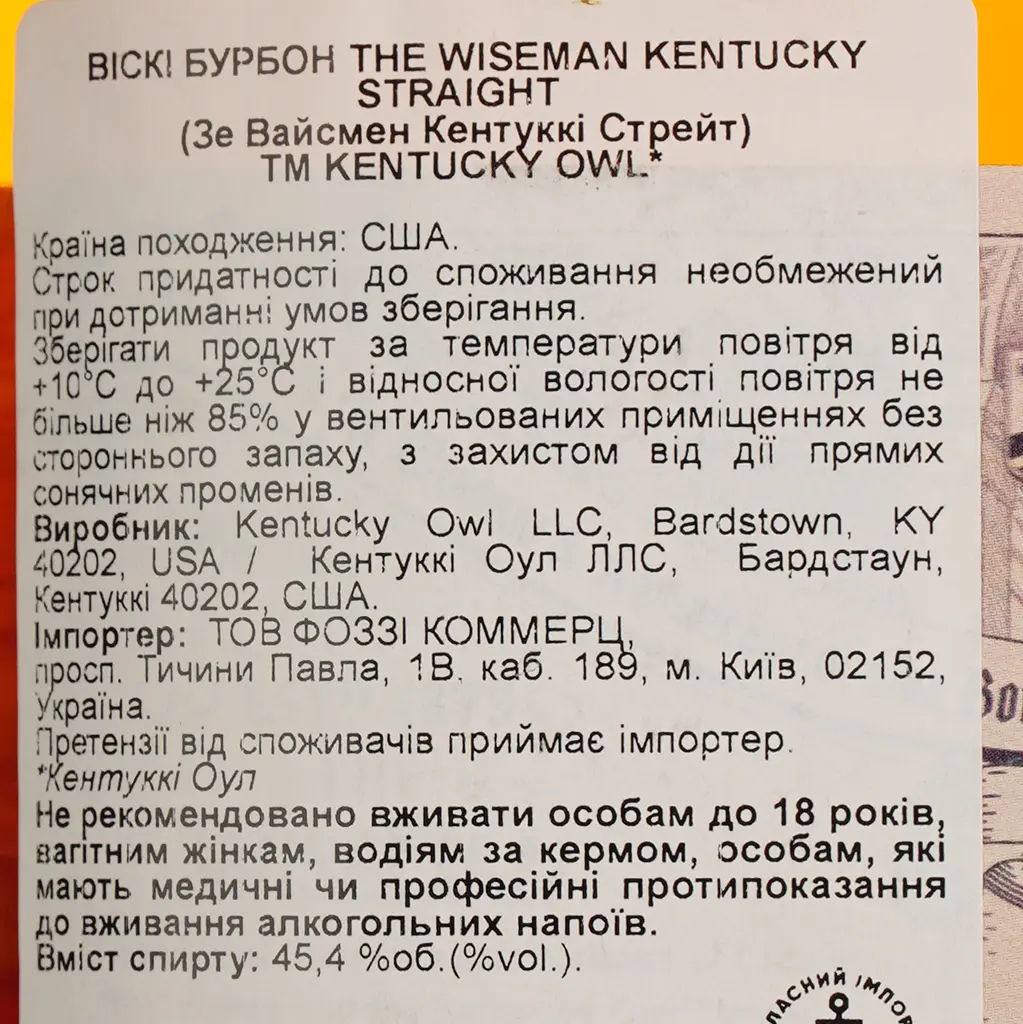 ВІСКІ БУРБОН THE WISEMAN KENTUCKY
STRAIGHT
(Зе Вайсмен Кентуккі Стрейт)
ТМ KENTUCKY OWL*
Країна походження: США.
Строк придатності до споживання необмежений
при дотриманні умов зберігання.
Зберігати продукт за температури повітря від
+10°С до +25°С і відносної вологості повітря не
більше ніж 85% у вентильованих приміщеннях без
стороннього запаху, з захистом від дії прямих
сонячних променів.
Виробник: Kentucky Owl LLC, Bardstown, KY
40202, USA / Кентуккі Оул ЛЛС, Бардстаун,
Кентуккі 40202, США.
Імпортер: ТОВ ФОЗЗІ КОММЕРЦ,
просп. Тичини Павла, 1В. каб. 189, м. Київ, 02152,
Україна.
Претензії від споживачів приймає імпортер.
*Кентуккі Оул
Не рекомендовано вживати особам до 18 років,
вагітним жінкам, водіям за кермом, особам, які
мають медичні чи професійні протипоказання
до вживання алкогольних напоїв.
Вміст спирту: 45,4 %об.(%vol.).